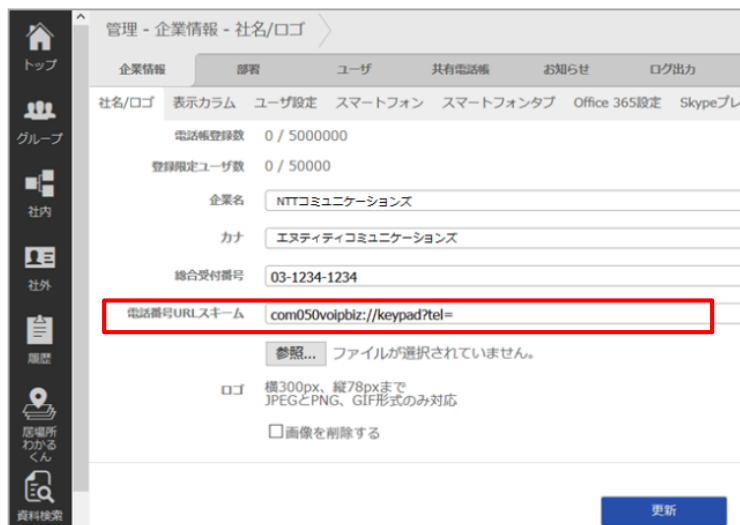 管理 - 企業情報 - 社名/ロゴ
トップ
グループ
社内
社外
履歴
居場所
わかる
くん
資料検索
企業情報 部署 ユーザ 共有電話帳 お知らせ ログ出力
社名/ロゴ 表示カラム ユーザ設定 スマートフォン スマートフォンタブ Office 365設定 Skypeプレ
電話帳登録数 0 / 5000000
登録限定ユーザ数 0 / 50000
企業名 NTTコミュニケーションズ
カナ エヌティティコミュニケーションズ
総合受付番号 03-1234-1234
電話番号URLスキーム com050voipbiz://keypad?tel=
参照... ファイルが選択されていません。
ロゴ 横300px、縦78pxまで
JPEGとPNG、GIF形式のみ対応
画像を削除する
更新